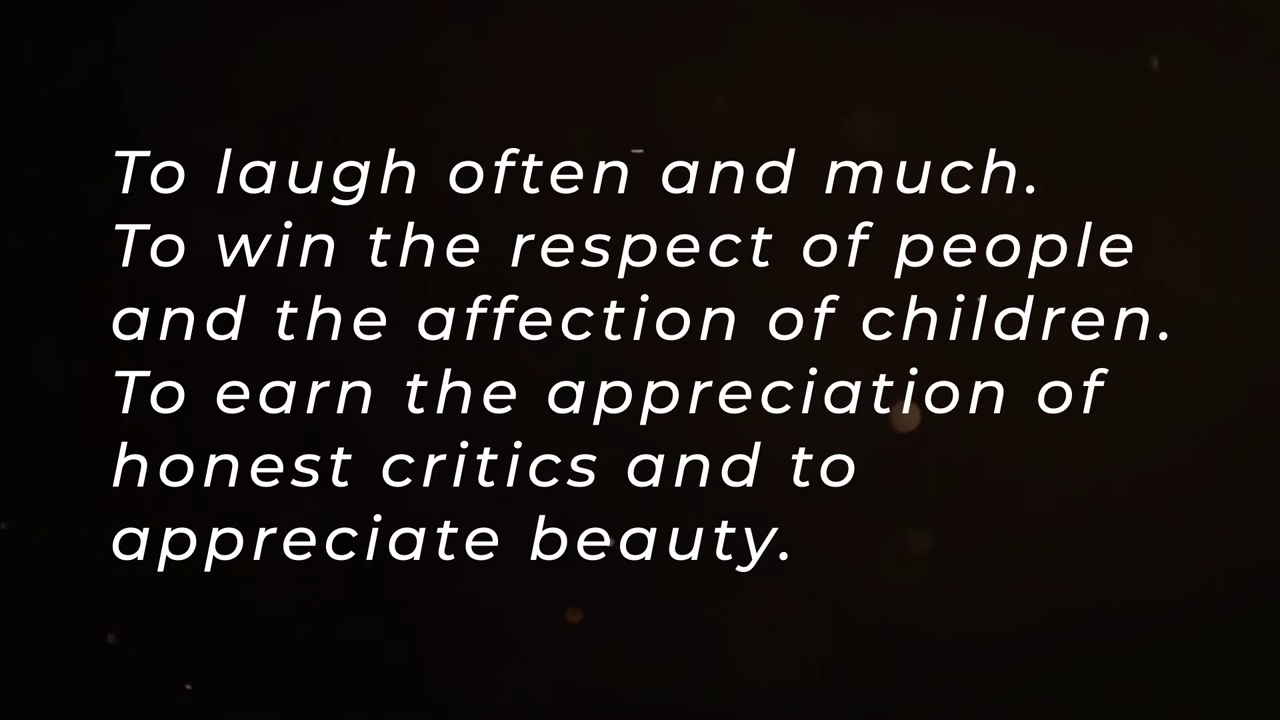 To laugh often and much.
To win the respect of people
and the affection of children.
To earn the appreciation of
honest critics and to
appreciate beauty.